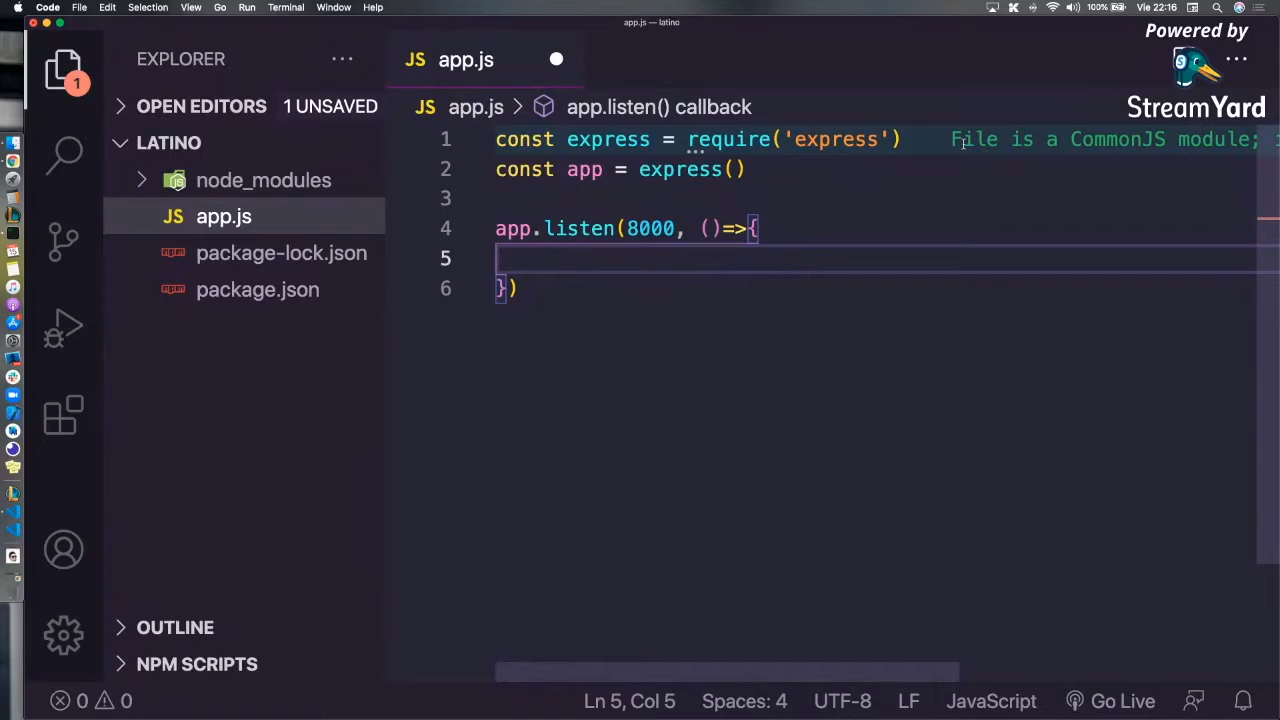 Code File Edit Selection View Go Run Terminal Window Help 100% Vie 22:16
app.js — latino
Powered by
StreamYard
EXPLORER
1
OPEN EDITORS 1 UNSAVED
LATINO
node_modules
JS app.js
package-lock.json
package.json
OUTLINE
NPM SCRIPTS
JS app.js
JS app.js > app.listen() callback
1 const express = require('express') File is a CommonJS module;
2 const app = express()
3
4 app.listen(8000, ()=>{
5
6 })
0 0 Ln 5, Col 5 Spaces: 4 UTF-8 LF JavaScript Go Live